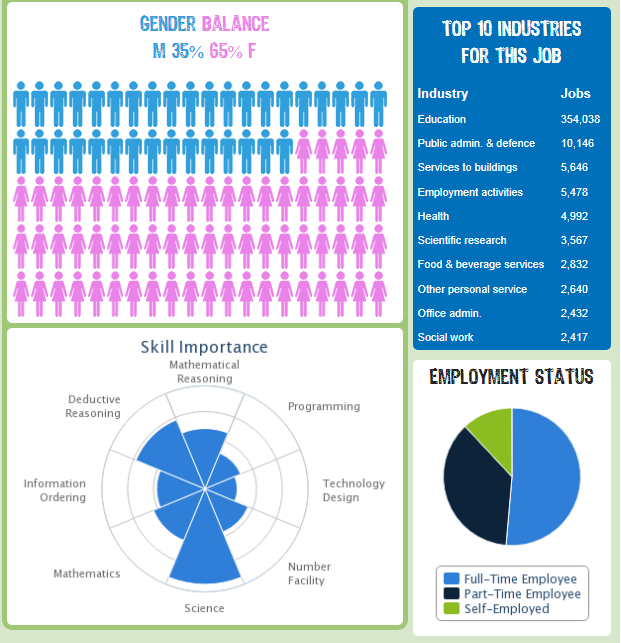 GENDER BALANCE
M 35% 65% F
TOP 10 INDUSTRIES
FOR THIS JOB
Industry Jobs
Education 354,038
Public admin. & defence 10,146
Services to buildings 5,646
Employment activities 5,478
Health 4,992
Scientific research 3,567
Food & beverage services 2,832
Other personal service 2,640
Office admin. 2,432
Social work 2,417
Skill Importance
Mathematical
Reasoning
Programming
Technology
Design
Number
Facility
Science
Mathematics
Information
Ordering
Deductive
Reasoning
EMPLOYMENT STATUS
Full-Time Employee
Part-Time Employee
Self-Employed